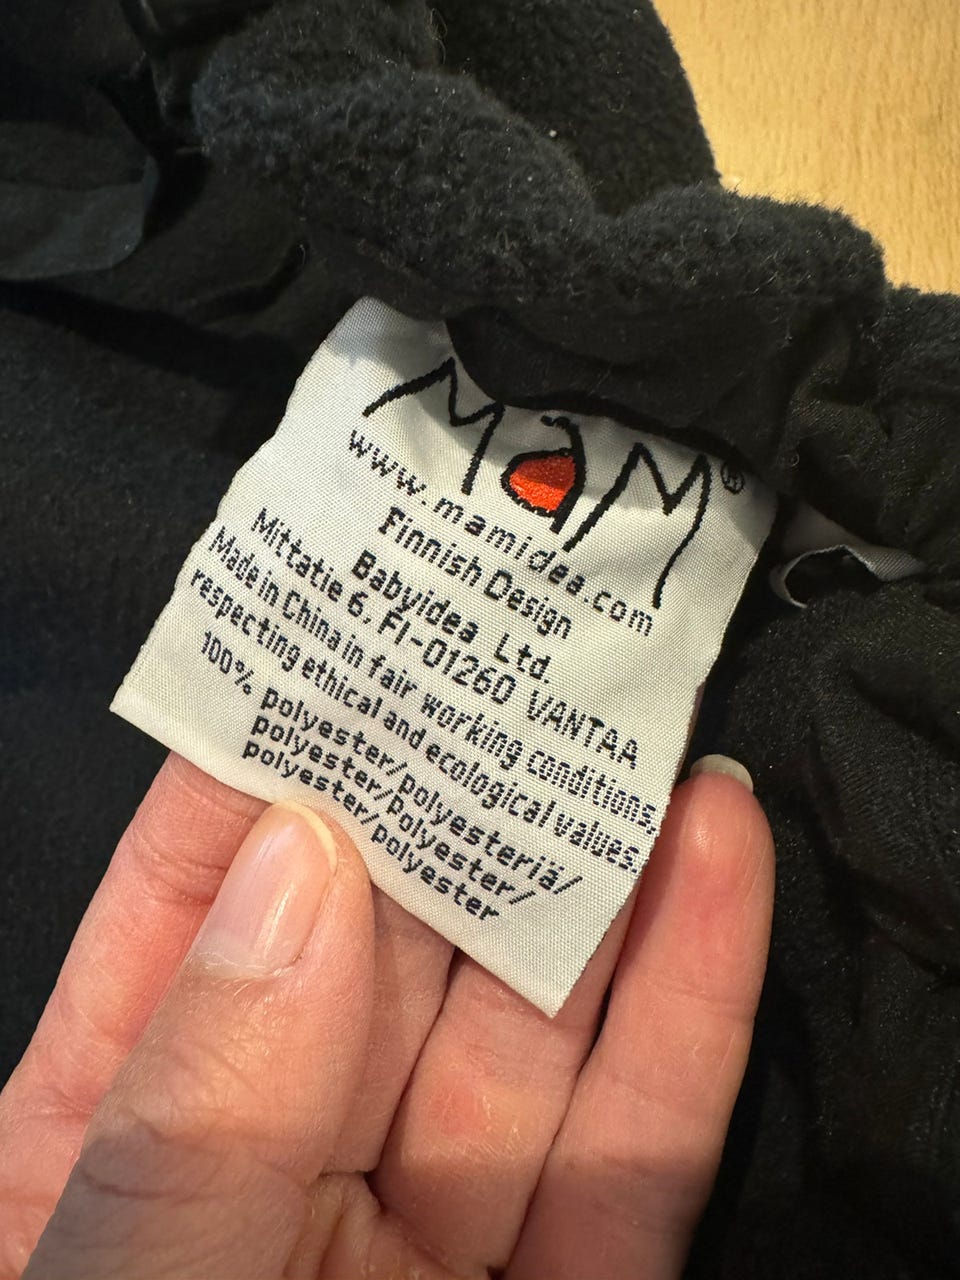 MaM®
www.mamidea.com
Finnish Design
Babyidea Ltd.
Mittatie 6, FI-01260 VANTAA
Made in China in fair working conditions,
respecting ethical and ecological values.
100% polyester/polyesteriä/
polyester/Polyester/
polyester/polyester